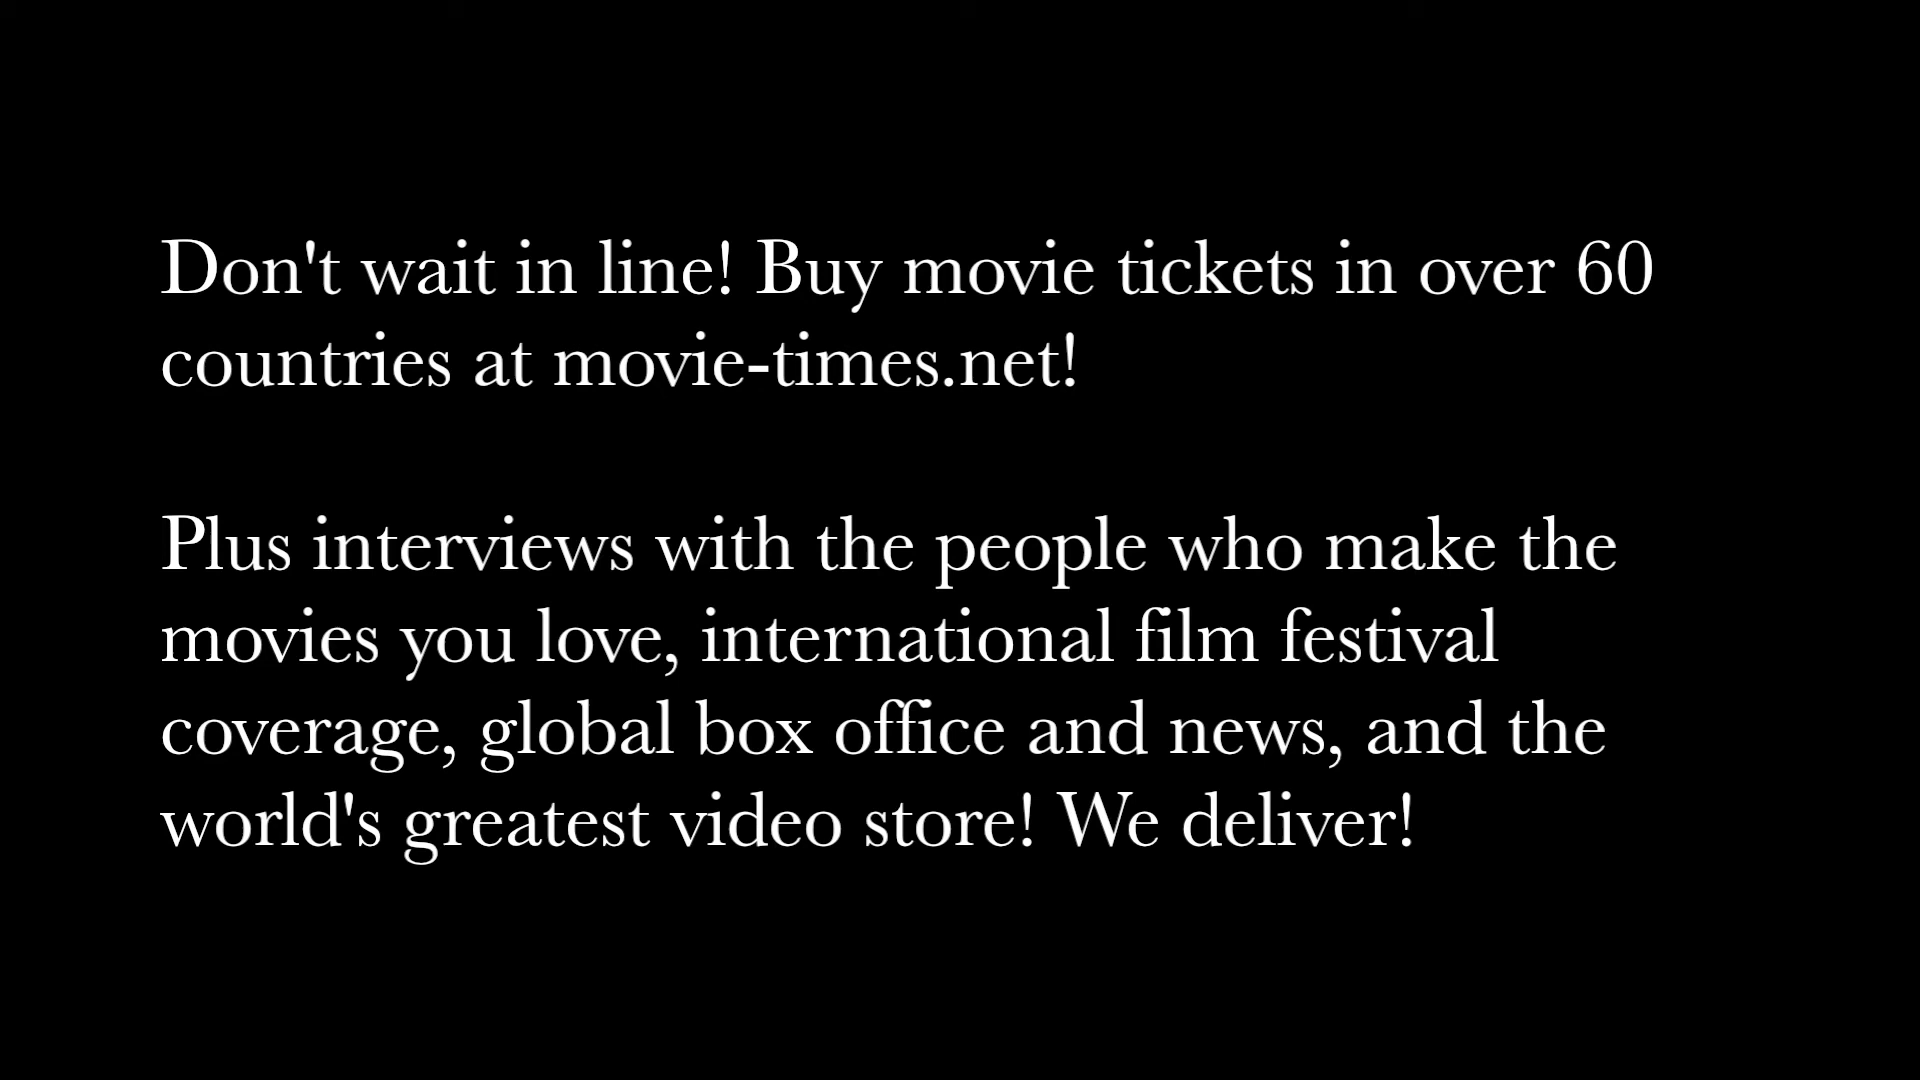 Don't wait in line! Buy movie tickets in over 60
countries at movie-times.net!
Plus interviews with the people who make the
movies you love, international film festival
coverage, global box office and news, and the
world's greatest video store! We deliver!